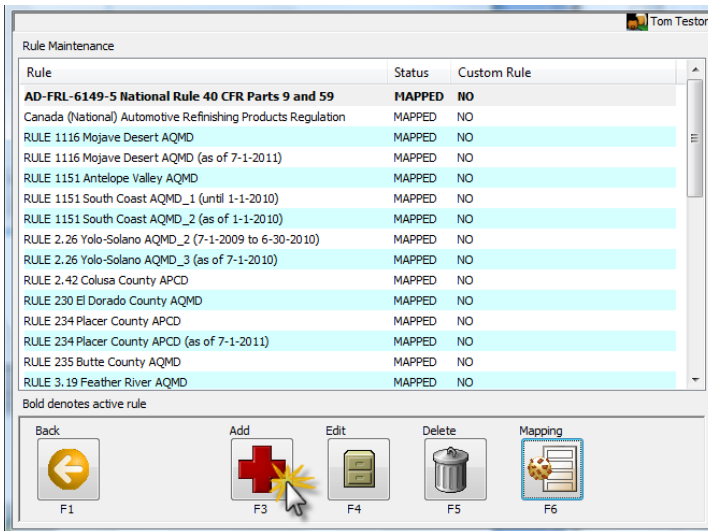 Tom Testor
Rule Maintenance
Rule Status Custom Rule
AD-FRL-6149-5 National Rule 40 CFR Parts 9 and 59 MAPPED NO
Canada (National) Automotive Refinishing Products Regulation MAPPED NO
RULE 1116 Mojave Desert AQMD MAPPED NO
RULE 1116 Mojave Desert AQMD (as of 7-1-2011) MAPPED NO
RULE 1151 Antelope Valley AQMD MAPPED NO
RULE 1151 South Coast AQMD_1 (until 1-1-2010) MAPPED NO
RULE 1151 South Coast AQMD_2 (as of 1-1-2010) MAPPED NO
RULE 2.26 Yolo-Solano AQMD_2 (7-1-2009 to 6-30-2010) MAPPED NO
RULE 2.26 Yolo-Solano AQMD_3 (as of 7-1-2010) MAPPED NO
RULE 2.42 Colusa County APCD MAPPED NO
RULE 230 El Dorado County AQMD MAPPED NO
RULE 234 Placer County APCD MAPPED NO
RULE 234 Placer County APCD (as of 7-1-2011) MAPPED NO
RULE 235 Butte County AQMD MAPPED NO
RULE 3.19 Feather River AQMD MAPPED NO
Bold denotes active rule
Back Add Edit Delete Mapping
F1 F3 F4 F5 F6